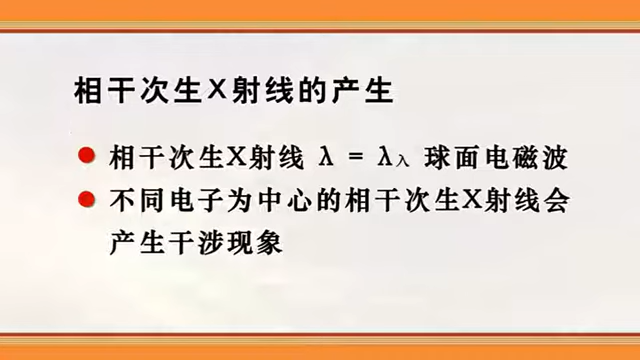 相干次生X射线的产生
相干次生X射线 λ = λ入 球面电磁波
不同电子为中心的相干次生X射线会
产生干涉现象